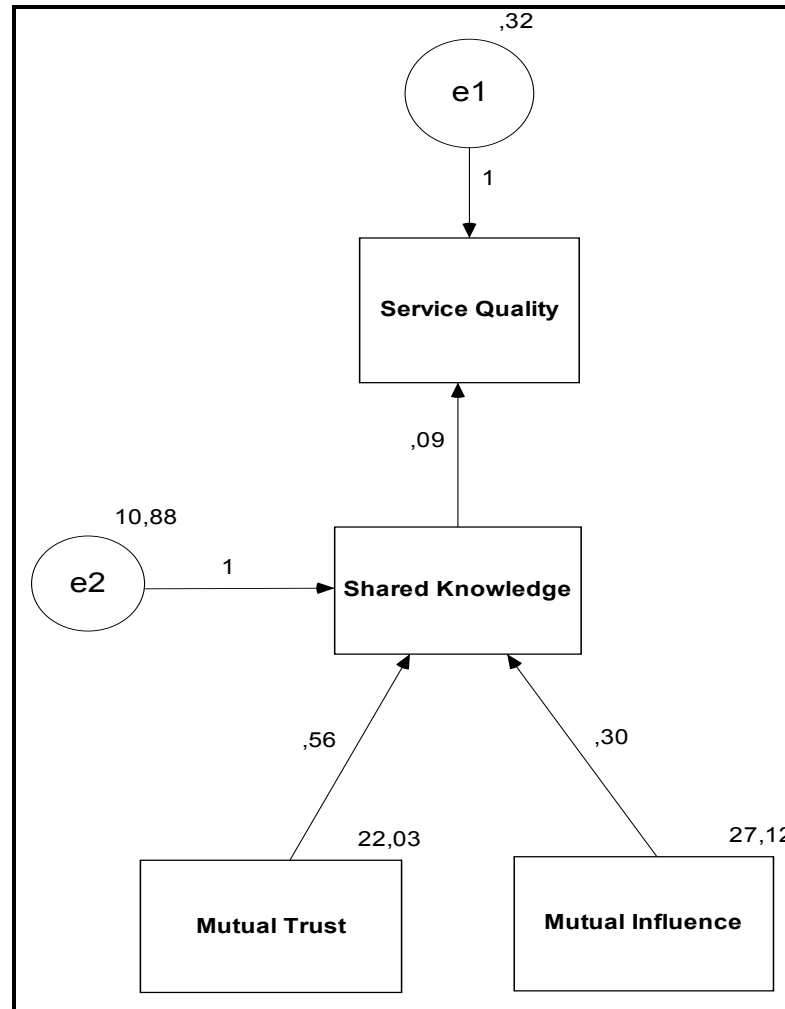 ,32
e1
1
Service Quality
,09
10,88
e2
1
Shared Knowledge
,56
,30
22,03
27,12
Mutual Trust
Mutual Influence